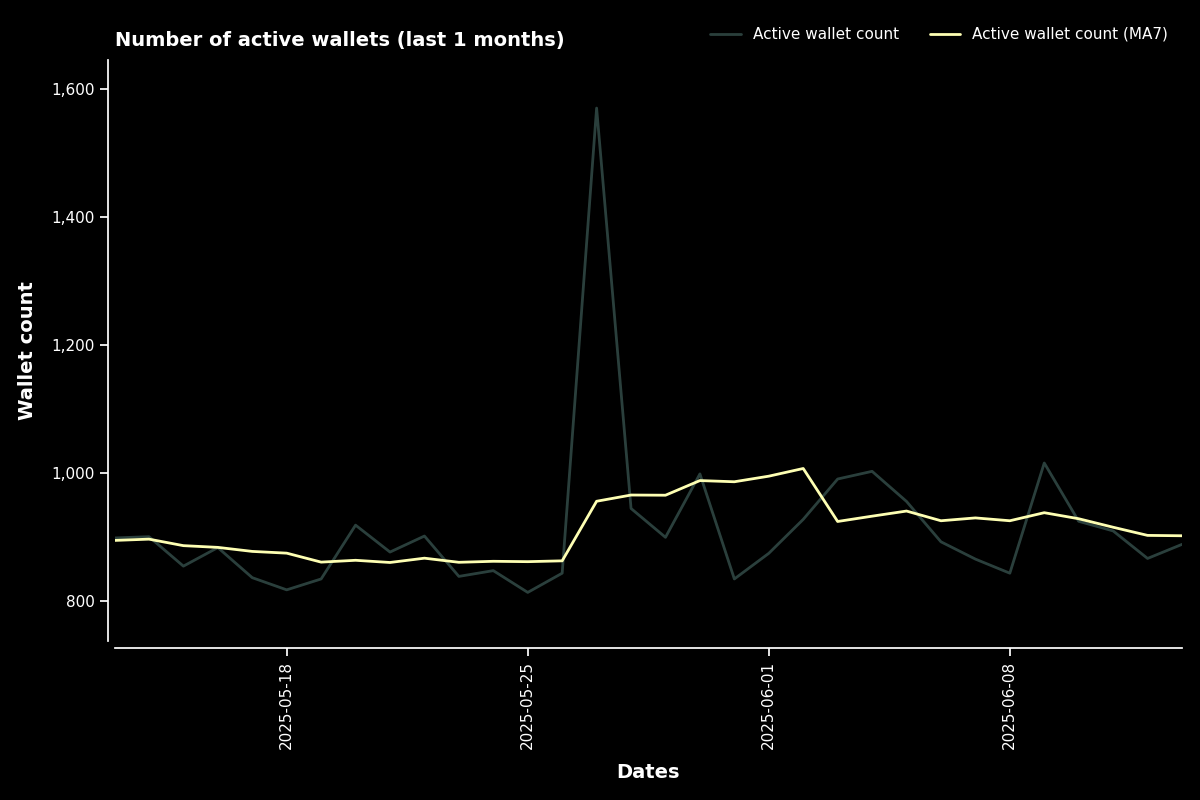 Number of active wallets (last 1 months)
Active wallet count
Active wallet count (MA7)
1,600
1,400
1,200
1,000
800
Wallet count
2025-05-18
2025-05-25
2025-06-01
2025-06-08
Dates